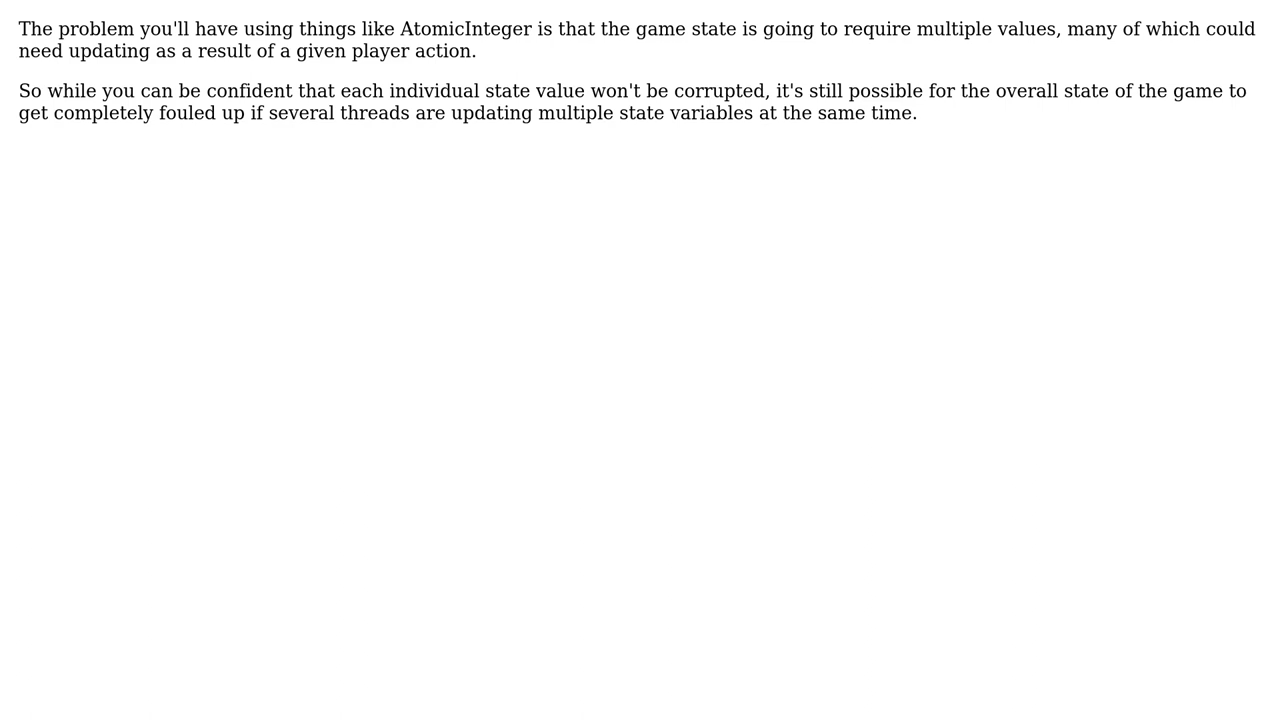 The problem you'll have using things like AtomicInteger is that the game state is going to require multiple values, many of which could
need updating as a result of a given player action.
So while you can be confident that each individual state value won't be corrupted, it's still possible for the overall state of the game to
get completely fouled up if several threads are updating multiple state variables at the same time.